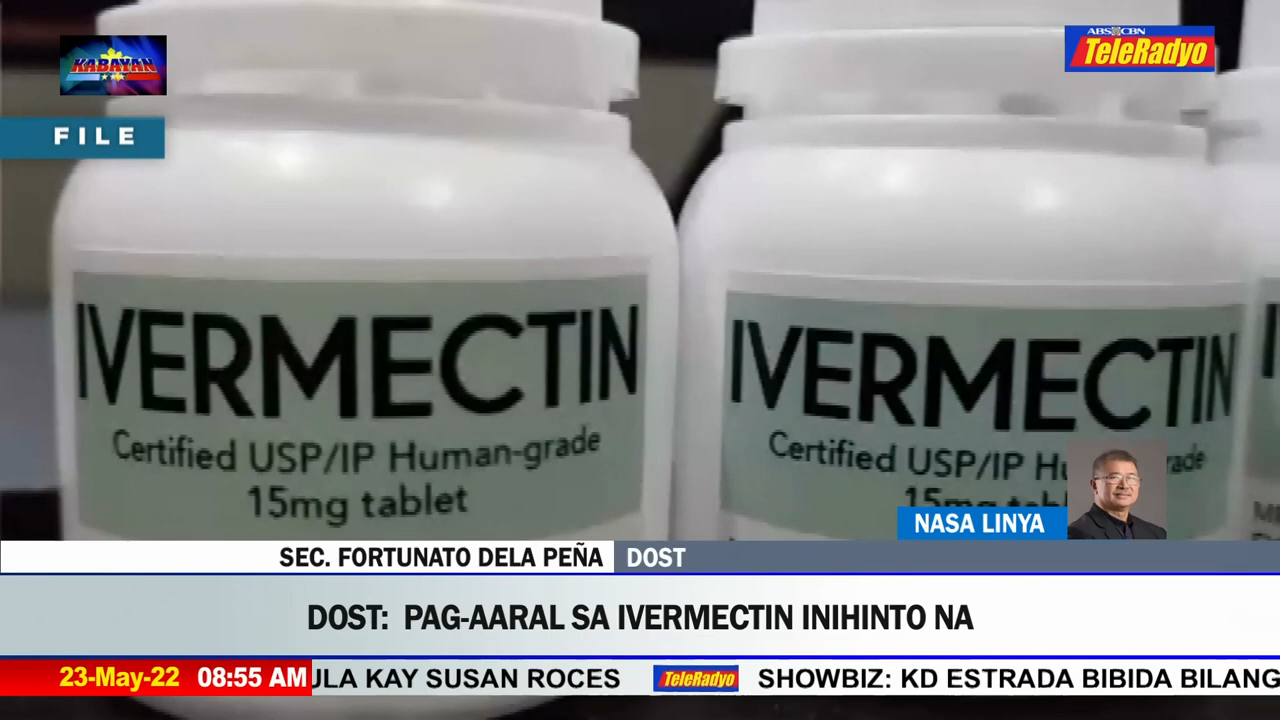 KABAYAN
ABS-CBN
TeleRadyo
FILE
IVERMECTIN
Certified USP/IP Human-grade
15mg tablet
IVERMECTIN
Certified USP/IP
15mg
NASA LINYA
SEC. FORTUNATO DELA PEÑA DOST
DOST: PAG-AARAL SA IVERMECTIN INIHINTO NA
23-May-22 08:55 AM ULA KAY SUSAN ROCES TeleRadyo SHOWBIZ: KD ESTRADA BIBIDA BILANG